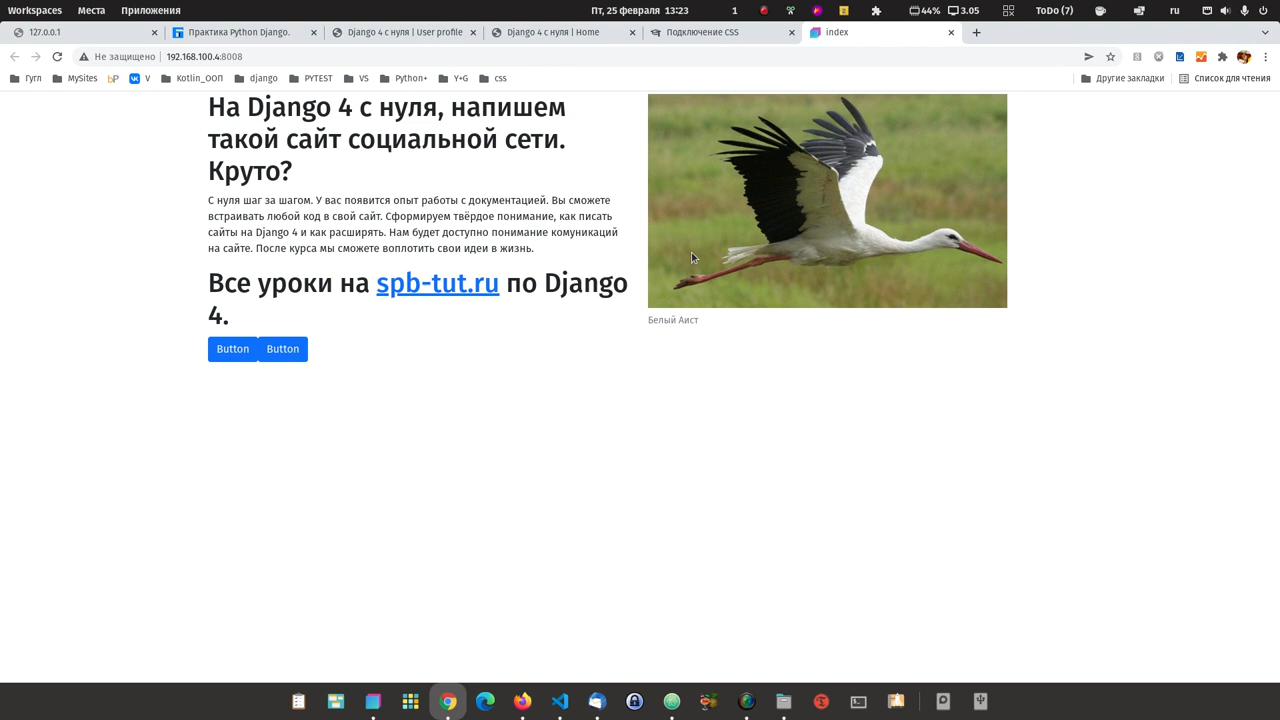 Workspaces Места Приложения Пт, 25 февраля 13:23 1 44% 3.05 ToDo (7) ru
127.0.0.1 Практика Python Django. Django 4 с нуля | User profile Django 4 с нуля | Home Подключение CSS index
Не защищено 192.168.100.4:8008
Гугл MySites bP V Kotlin_ООП django PYTEST VS Python+ Y+G css Другие закладки Список для чтения
На Django 4 с нуля, напишем
такой сайт социальной сети.
Круто?
С нуля шаг за шагом. У вас появится опыт работы с документацией. Вы сможете
встраивать любой код в свой сайт. Сформируем твёрдое понимание, как писать
сайты на Django 4 и как расширять. Нам будет доступно понимание комуникаций
на сайте. После курса мы сможете воплотить свои идеи в жизнь.
Все уроки на spb-tut.ru по Django
4.
Button Button
Белый Аист